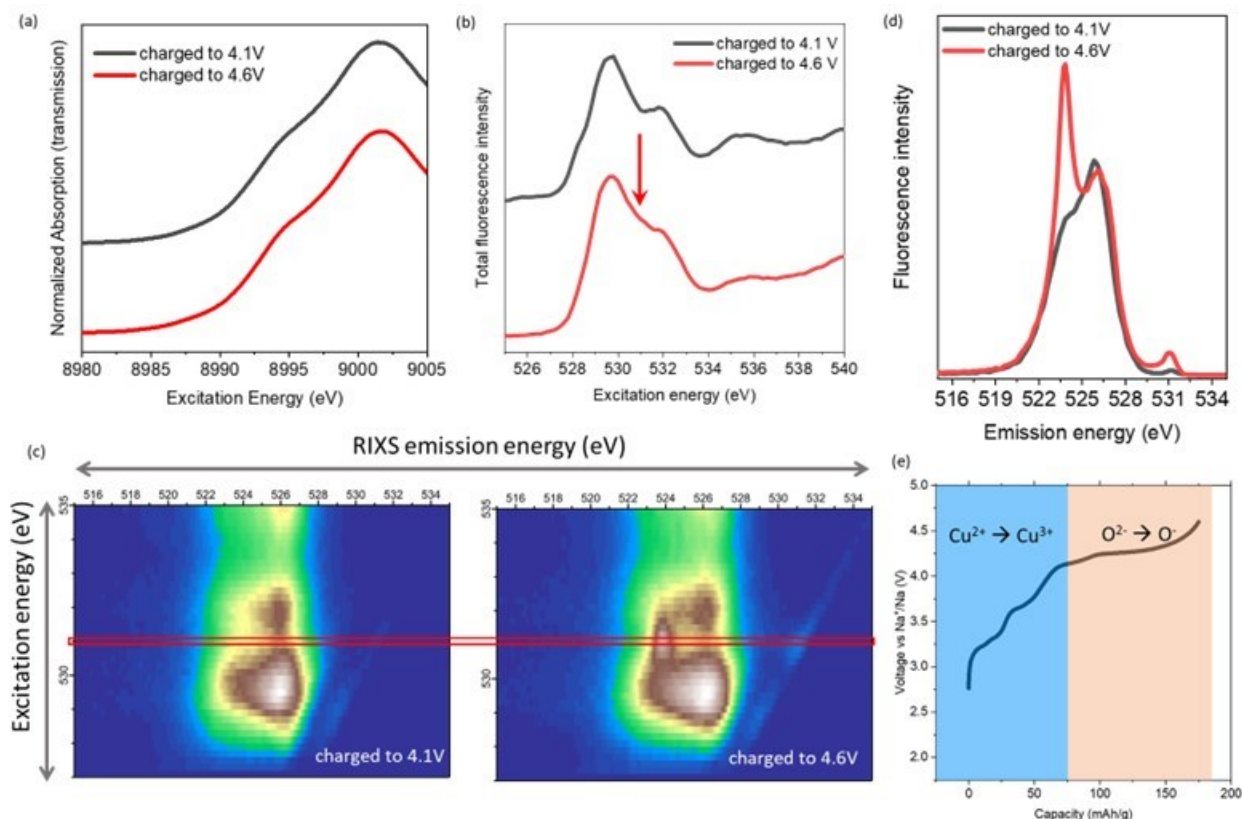 (a)
charged to 4.1V
charged to 4.6V
Normalized Absorption (transmission)
8980 8985 8990 8995 9000 9005
Excitation Energy (eV)
(b)
charged to 4.1 V
charged to 4.6 V
Total fluorescence intensity
526 528 530 532 534 536 538 540
Excitation energy (eV)
(d)
charged to 4.1V
charged to 4.6V
Fluorescence intensity
516 519 522 525 528 531 534
Emission energy (eV)
(c)
RIXS emission energy (eV)
Excitation energy (eV)
516 518 520 522 524 526 528 530 532 534
535
530
charged to 4.1V
516 518 520 522 524 526 528 530 532 534
535
530
charged to 4.6V
(e)
Voltage vs Na⁺/Na (V)
5.0
4.5
4.0
3.5
3.0
2.5
2.0
Cu²⁺ → Cu³⁺
O²⁻ → O⁻
0 50 100 150 200
Capacity (mAh/g)